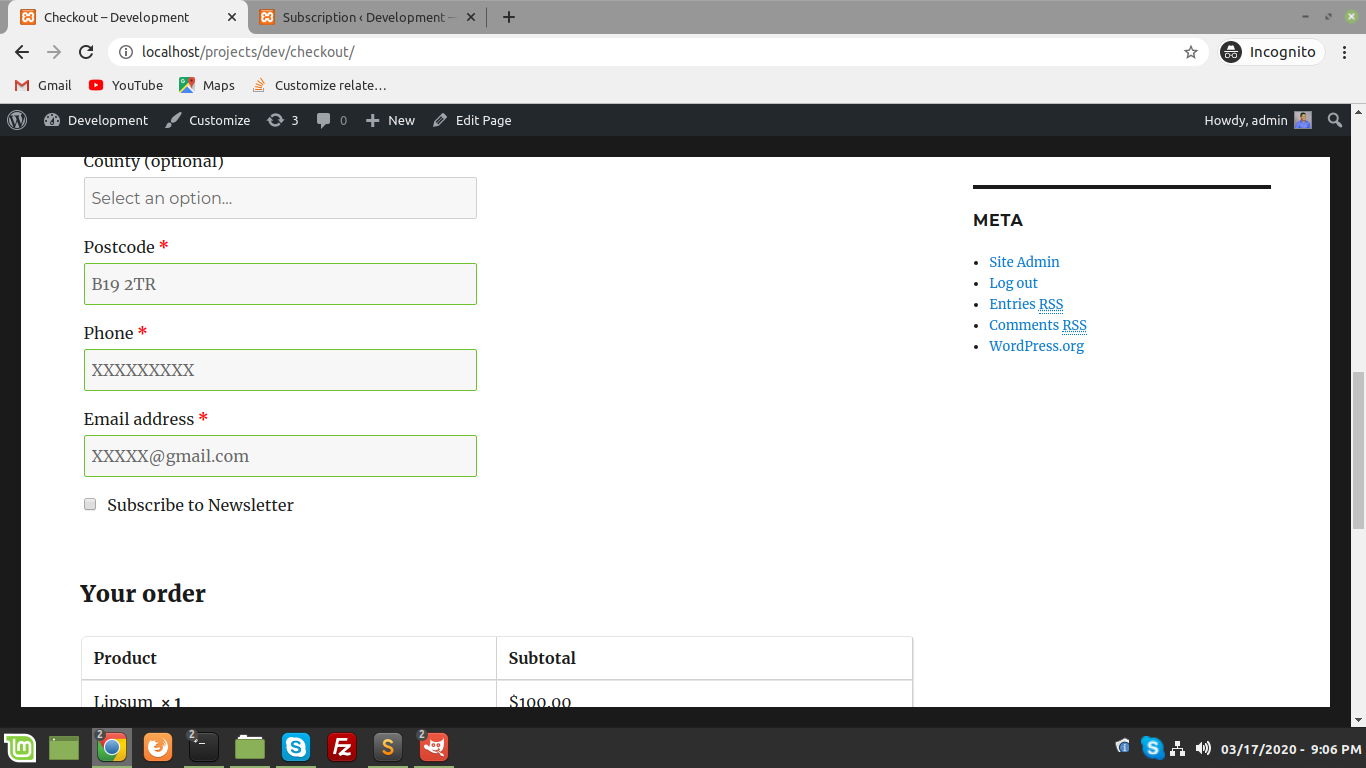 Checkout – Development
Subscription ‹ Development –
localhost/projects/dev/checkout/
Incognito
Gmail
YouTube
Maps
Customize relate…
Development
Customize
3
0
New
Edit Page
Howdy, admin
County (optional)
Select an option…
Postcode *
B19 2TR
Phone *
XXXXXXXXX
Email address *
XXXXX@gmail.com
Subscribe to Newsletter
META
Site Admin
Log out
Entries RSS
Comments RSS
WordPress.org
Your order
Product Subtotal
Lipsum × 1 $100.00
2
2
2
03/17/2020 - 9:06 PM